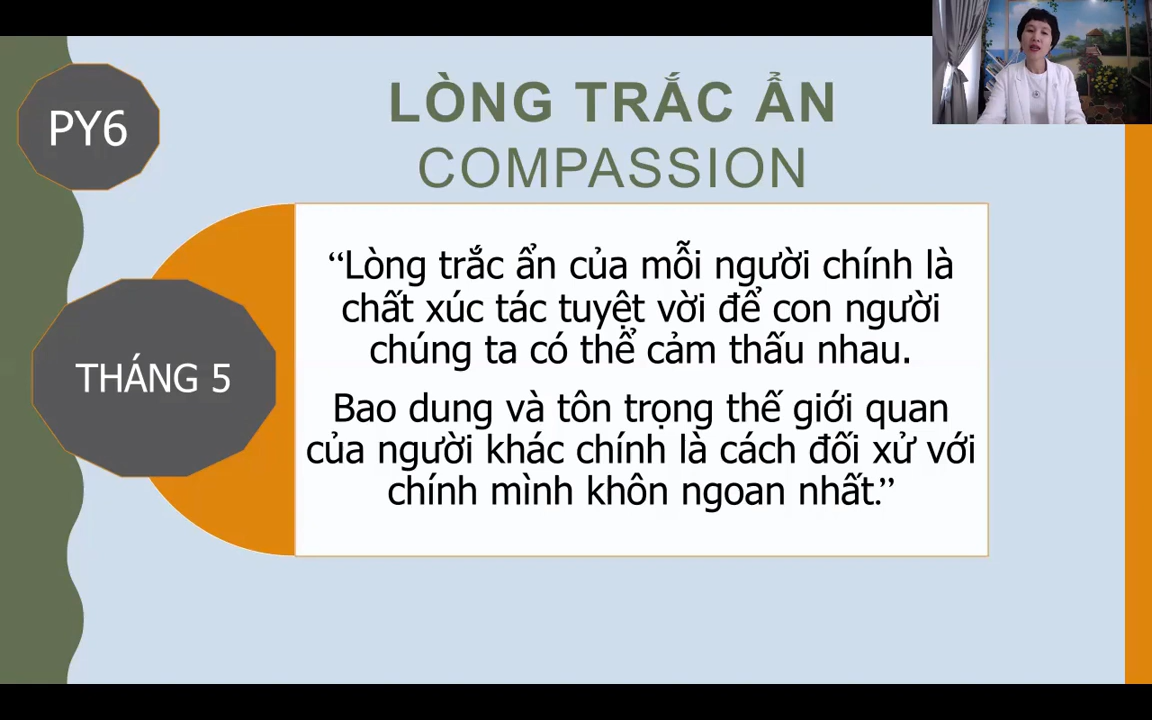 PY6
LÒNG TRẮC ẨN
COMPASSION
THÁNG 5
“Lòng trắc ẩn của mỗi người chính là
chất xúc tác tuyệt vời để con người
chúng ta có thể cảm thấu nhau.
Bao dung và tôn trọng thế giới quan
của người khác chính là cách đối xử với
chính mình khôn ngoan nhất.”